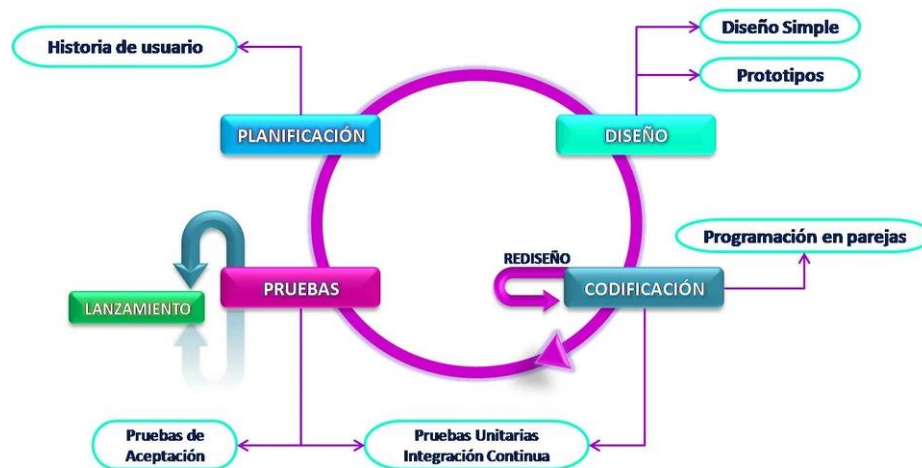 Historia de usuario
Diseño Simple
Prototipos
PLANIFICACIÓN
DISEÑO
Programación en parejas
REDISEÑO
PRUEBAS
CODIFICACIÓN
LANZAMIENTO
Pruebas de
Aceptación
Pruebas Unitarias
Integración Continua